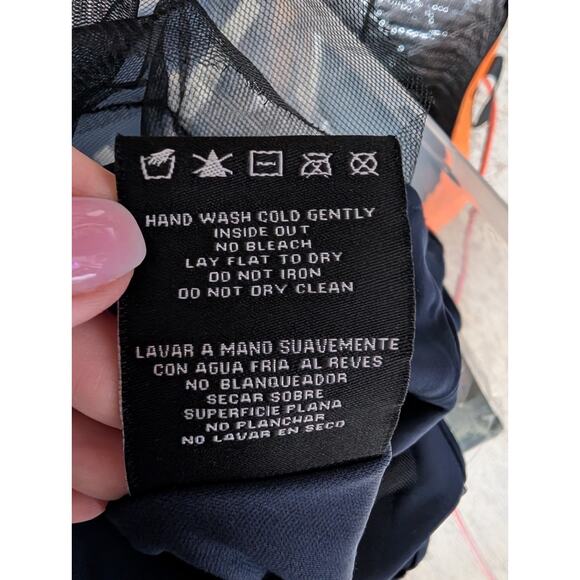 HAND WASH COLD GENTLY
INSIDE OUT
NO BLEACH
LAY FLAT TO DRY
DO NOT IRON
DO NOT DRY CLEAN
LAVAR A MANO SUAVEMENTE
CON AGUA FRIA AL REVES
NO BLANQUEADOR
SECAR SOBRE
SUPERFICIE PLANA
NO PLANCHAR
NO LAVAR EN SECO